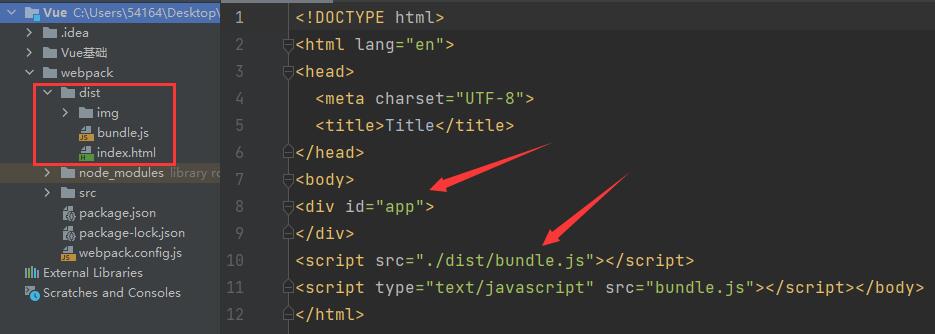 Vue C:\Users\54164\Desktop\
.idea
Vue基础
webpack
dist
img
bundle.js
index.html
node_modules library ro
src
package.json
package-lock.json
webpack.config.js
External Libraries
Scratches and Consoles
1 <!DOCTYPE html>
2 <html lang="en">
3 <head>
4 <meta charset="UTF-8">
5 <title>Title</title>
6 </head>
7 <body>
8 <div id="app">
9 </div>
10 <script src="./dist/bundle.js"></script>
11 <script type="text/javascript" src="bundle.js"></script></body>
12 </html>